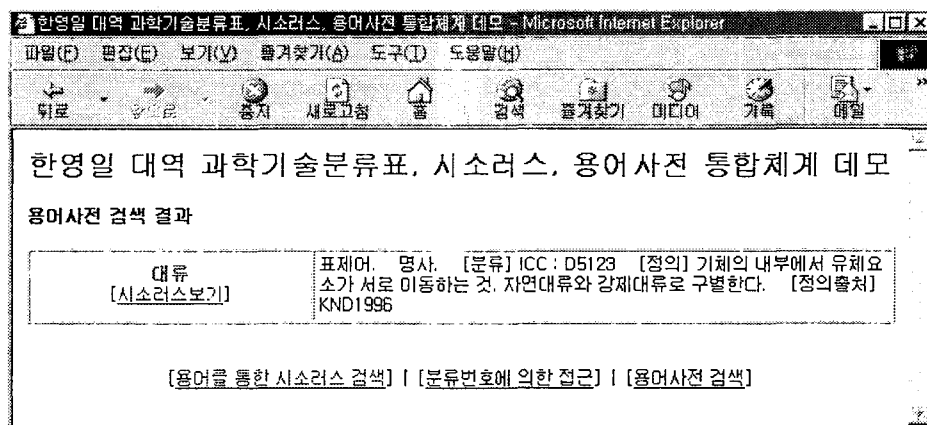 한영일 대역 과학기술분류표, 시소러스, 용어사전 통합체계 데모 - Microsoft Internet Explorer
파일(F) 편집(E) 보기(V) 즐겨찾기(A) 도구(T) 도움말(H)
뒤로 중지 새로고침 홈 검색 즐겨찾기 미디어 기록 메일 »
한영일 대역 과학기술분류표, 시소러스, 용어사전 통합체계 데모
용어사전 검색 결과
대류
[시소러스보기]
표제어. 명사. [분류] ICC : D5123 [정의] 기체의 내부에서 유체요
소가 서로 이동하는 것. 자연대류와 강제대류로 구별한다. [정의출처]
KND1996
[용어를 통한 시소러스 검색] | [분류번호에 의한 접근] | [용어사전 검색]